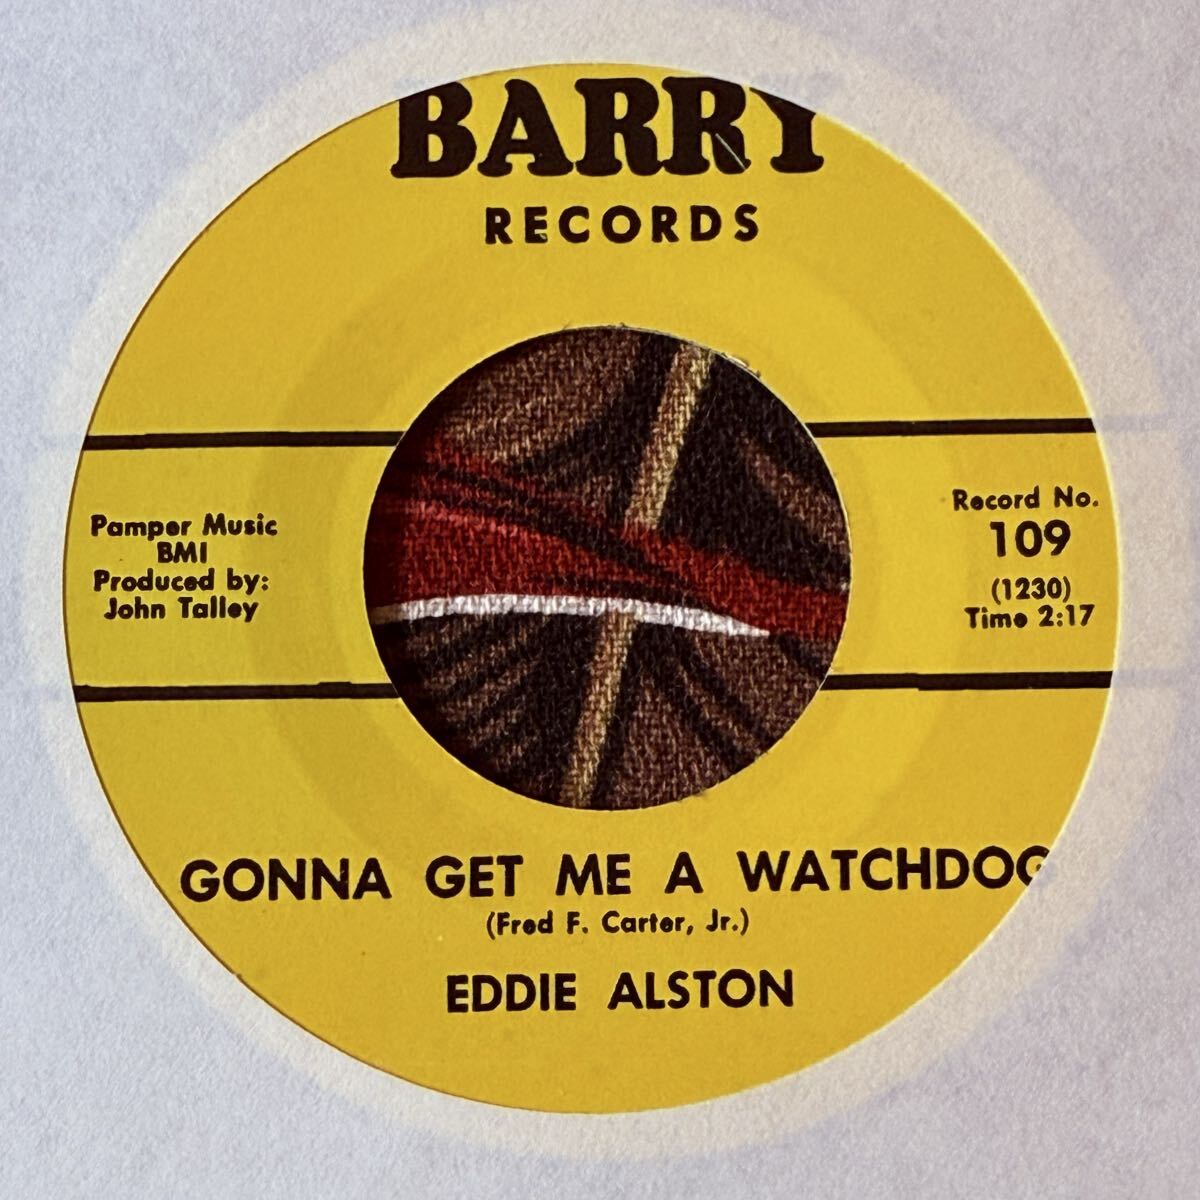 BARRY
RECORDS
Pamper Music
BMI
Produced by:
John Talley
Record No.
109
(1230)
Time 2:17
GONNA GET ME A WATCHDOG
(Fred F. Carter, Jr.)
EDDIE ALSTON